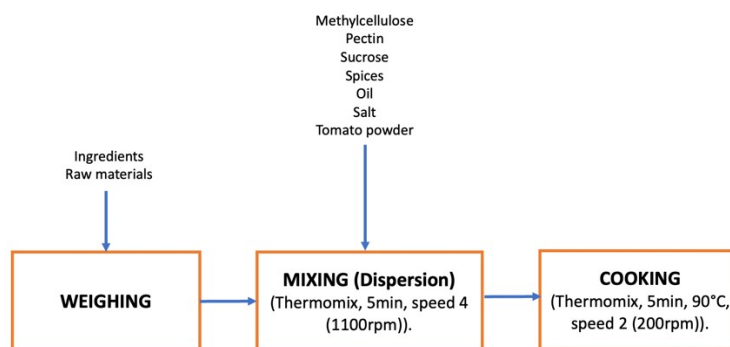 Methylcellulose
Pectin
Sucrose
Spices
Oil
Salt
Tomato powder
Ingredients
Raw materials
WEIGHING
MIXING (Dispersion)
(Thermomix, 5min, speed 4
(1100rpm)).
COOKING
(Thermomix, 5min, 90°C,
speed 2 (200rpm)).